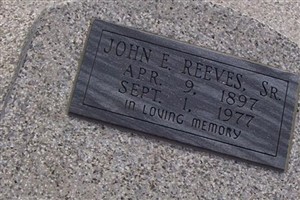 JOHN E. REEVES, SR.
APR. 9, 1897
SEPT. 1, 1977
IN LOVING MEMORY